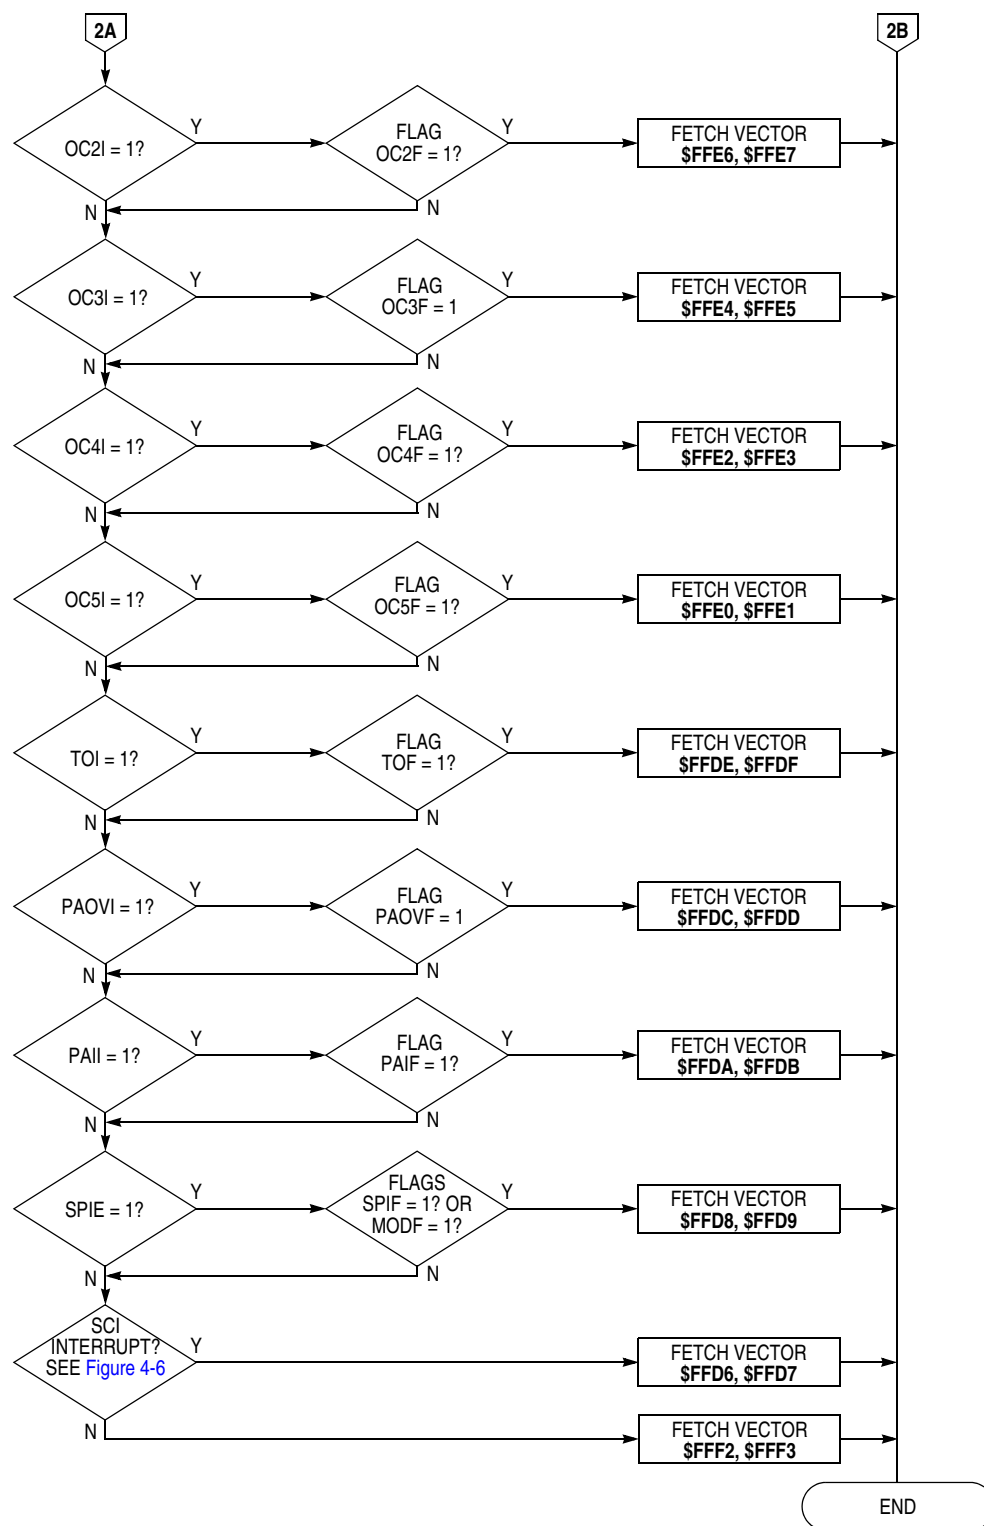 2A
2B
OC2I = 1?
Y
FLAG
OC2F = 1?
Y
FETCH VECTOR
$FFE6, $FFE7
N
N
OC3I = 1?
Y
FLAG
OC3F = 1
Y
FETCH VECTOR
$FFE4, $FFE5
N
N
OC4I = 1?
Y
FLAG
OC4F = 1?
Y
FETCH VECTOR
$FFE2, $FFE3
N
N
OC5I = 1?
Y
FLAG
OC5F = 1?
Y
FETCH VECTOR
$FFE0, $FFE1
N
N
TOI = 1?
Y
FLAG
TOF = 1?
Y
FETCH VECTOR
$FFDE, $FFDF
N
N
PAOVI = 1?
Y
FLAG
PAOVF = 1
Y
FETCH VECTOR
$FFDC, $FFDD
N
N
PAII = 1?
Y
FLAG
PAIF = 1?
Y
FETCH VECTOR
$FFDA, $FFDB
N
N
SPIE = 1?
Y
FLAGS
SPIF = 1? OR
MODF = 1?
Y
FETCH VECTOR
$FFD8, $FFD9
N
N
SCI
INTERRUPT?
SEE Figure 4-6
Y
FETCH VECTOR
$FFD6, $FFD7
N
FETCH VECTOR
$FFF2, $FFF3
END